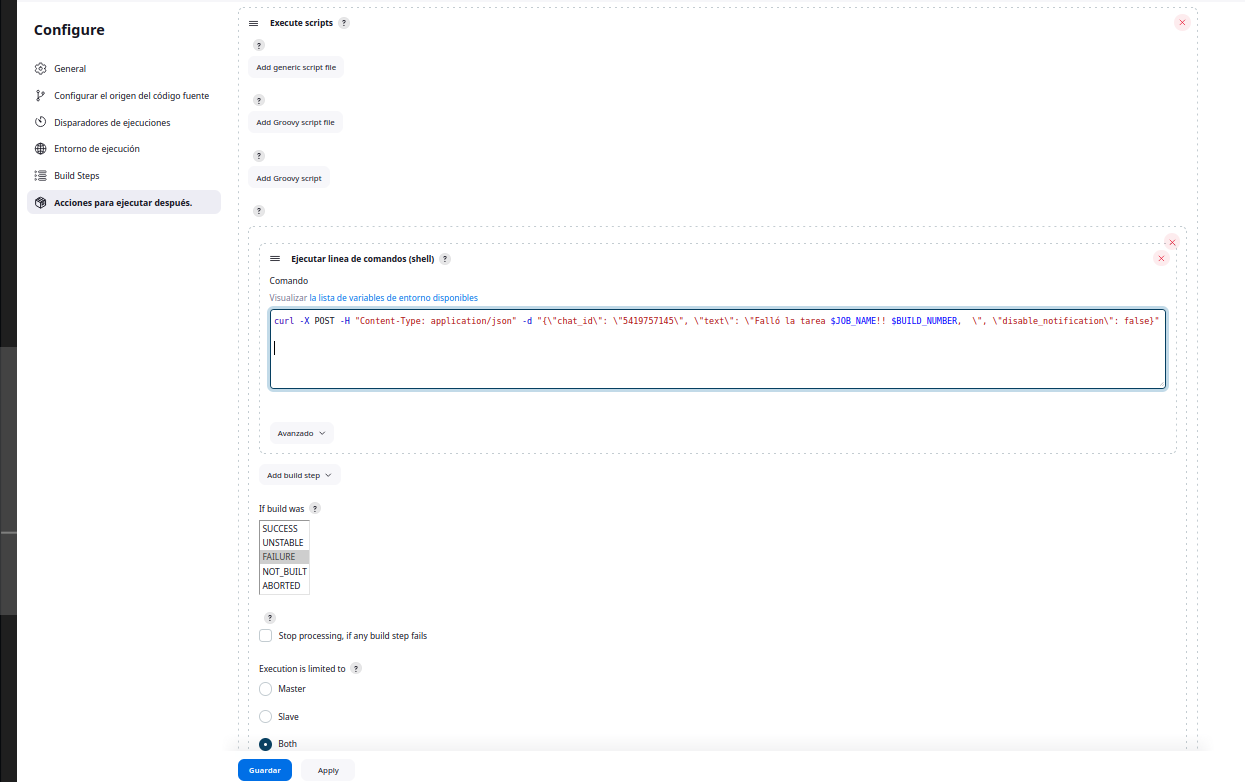 Configure
General
Configurar el origen del código fuente
Disparadores de ejecuciones
Entorno de ejecución
Build Steps
Acciones para ejecutar después.
Execute scripts ?
?
Add generic script file
?
Add Groovy script file
?
Add Groovy script
?
Ejecutar linea de comandos (shell) ?
Comando
Visualizar la lista de variables de entorno disponibles
curl -X POST -H "Content-Type: application/json" -d "{\"chat_id\": \"5419757145\", \"text\": \"Falló la tarea $JOB_NAME!! $BUILD_NUMBER,  \", \"disable_notification\": false}"
Avanzado
Add build step
If build was ?
SUCCESS
UNSTABLE
FAILURE
NOT_BUILT
ABORTED
?
Stop processing, if any build step fails
Execution is limited to ?
Master
Slave
Both
Guardar
Apply